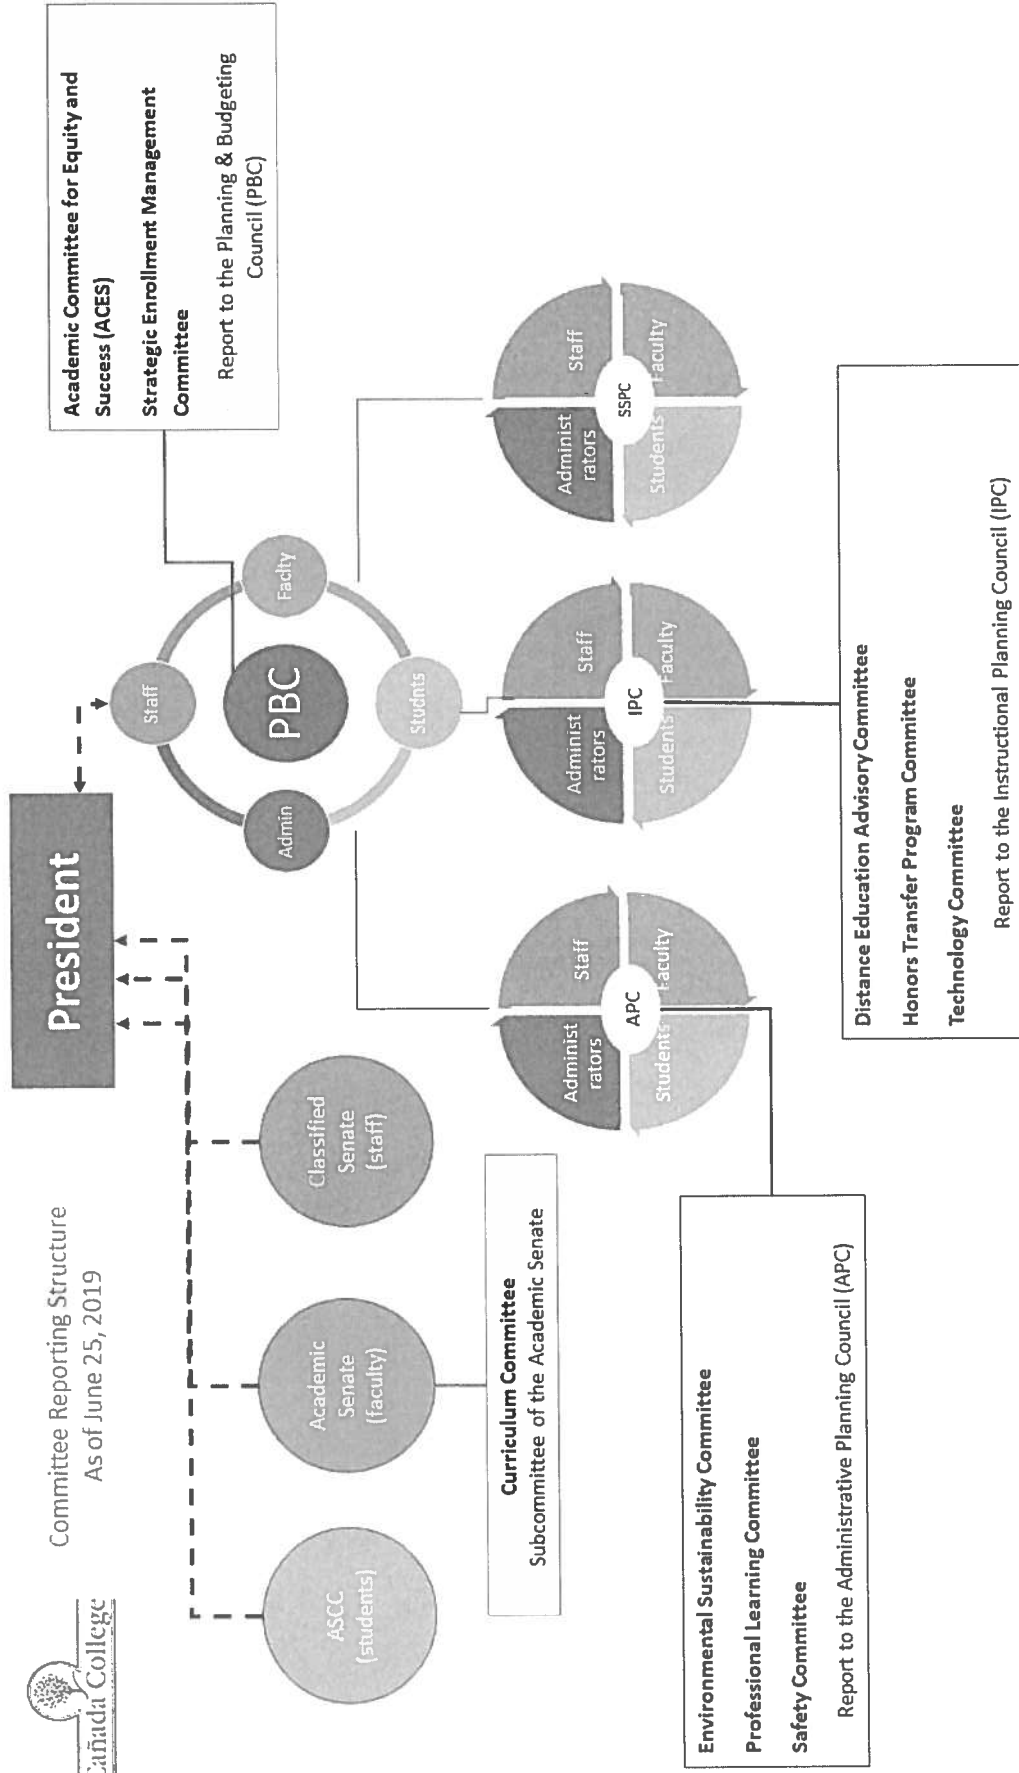 Cañada College
Committee Reporting Structure
As of June 25, 2019
President
ASCC
(students)
Academic
Senate
(faculty)
Classified
Senate
(staff)
Curriculum Committee
Subcommittee of the Academic Senate
Staff
Admin
PBC
Faclty
Studnts
Academic Committee for Equity and
Success (ACES)
Strategic Enrollment Management
Committee
Report to the Planning & Budgeting
Council (PBC)
Administ
rators
Staff
APC
Students
Faculty
Administ
rators
Staff
IPC
Students
Faculty
Administ
rators
Staff
SSPC
Students
Faculty
Environmental Sustainability Committee
Professional Learning Committee
Safety Committee
Report to the Administrative Planning Council (APC)
Distance Education Advisory Committee
Honors Transfer Program Committee
Technology Committee
Report to the Instructional Planning Council (IPC)